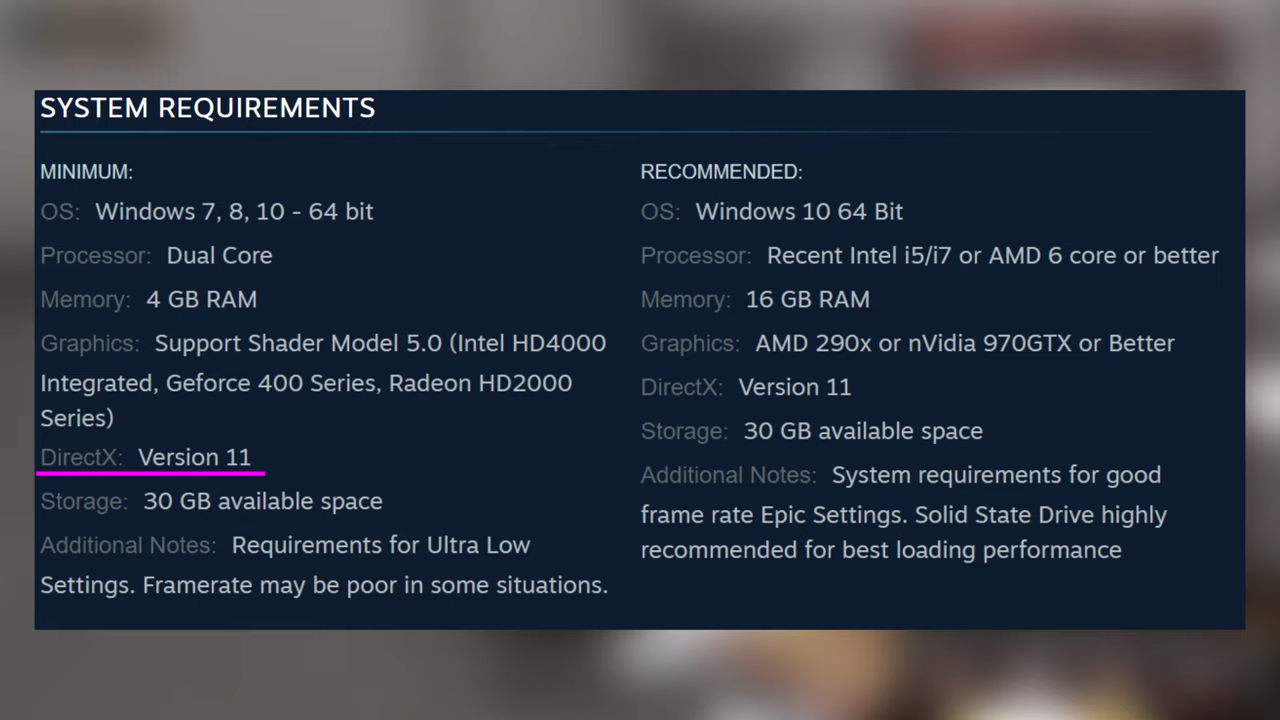 SYSTEM REQUIREMENTS
MINIMUM:
OS: Windows 7, 8, 10 - 64 bit
Processor: Dual Core
Memory: 4 GB RAM
Graphics: Support Shader Model 5.0 (Intel HD4000
Integrated, Geforce 400 Series, Radeon HD2000
Series)
DirectX: Version 11
Storage: 30 GB available space
Additional Notes: Requirements for Ultra Low
Settings. Framerate may be poor in some situations.
RECOMMENDED:
OS: Windows 10 64 Bit
Processor: Recent Intel i5/i7 or AMD 6 core or better
Memory: 16 GB RAM
Graphics: AMD 290x or nVidia 970GTX or Better
DirectX: Version 11
Storage: 30 GB available space
Additional Notes: System requirements for good
frame rate Epic Settings. Solid State Drive highly
recommended for best loading performance